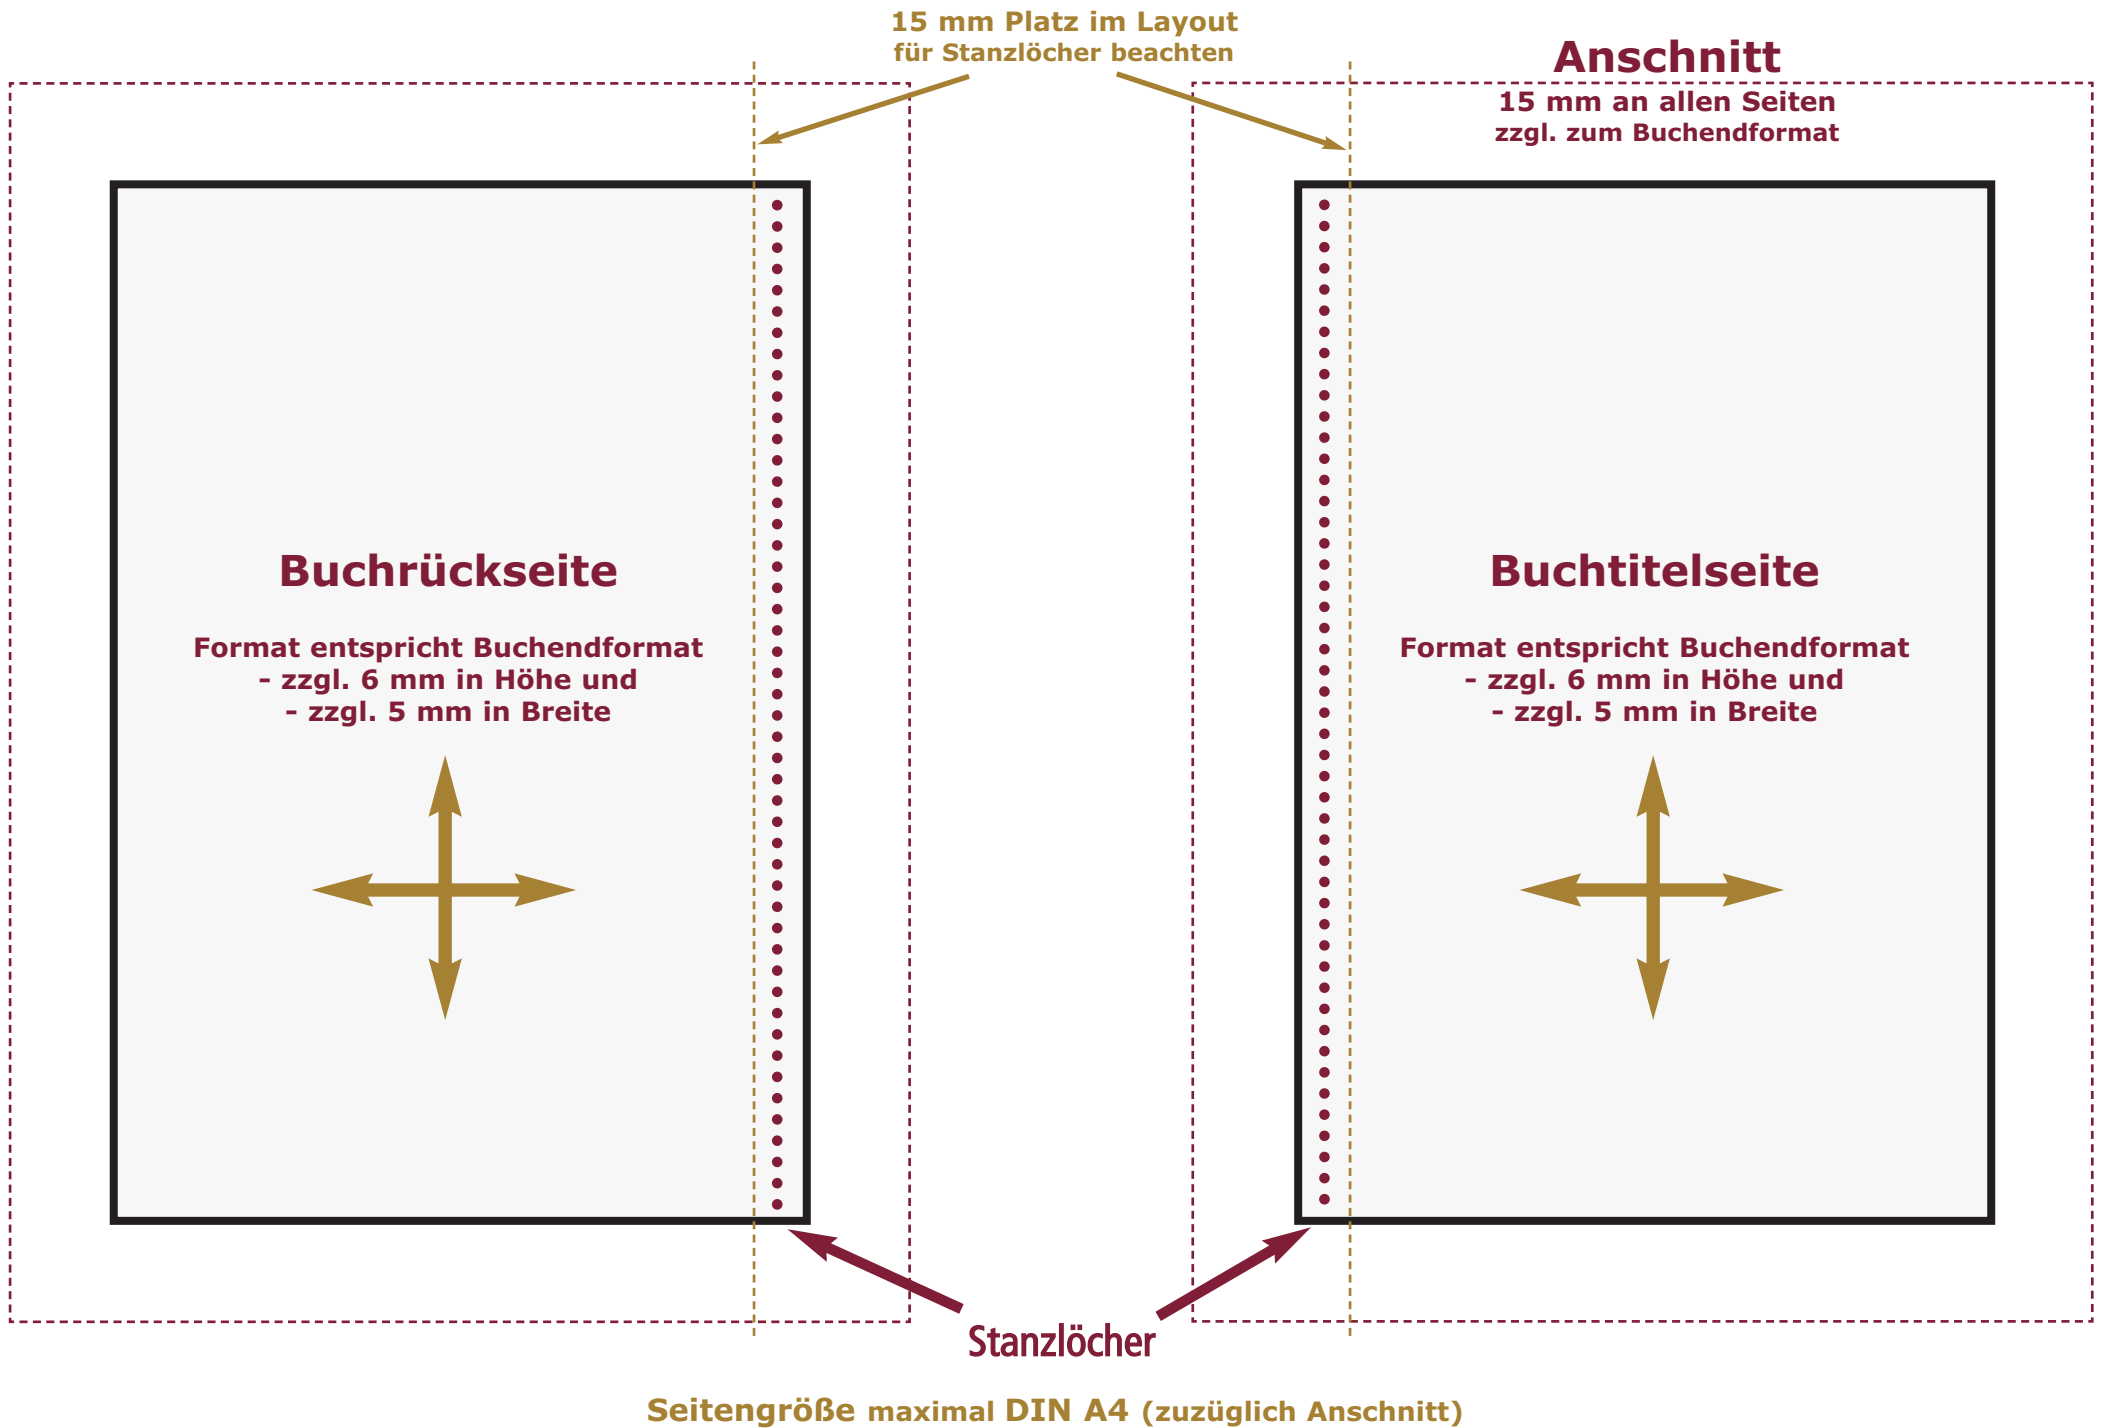 15 mm Platz im Layout
für Stanzlöcher beachten
Anschnitt
15 mm an allen Seiten
zzgl. zum Buchendformat
Buchrückseite
Format entspricht Buchendformat
- zzgl. 6 mm in Höhe und
- zzgl. 5 mm in Breite
Buchtitelseite
Format entspricht Buchendformat
- zzgl. 6 mm in Höhe und
- zzgl. 5 mm in Breite
Stanzlöcher
Seitengröße maximal DIN A4 (zuzüglich Anschnitt)